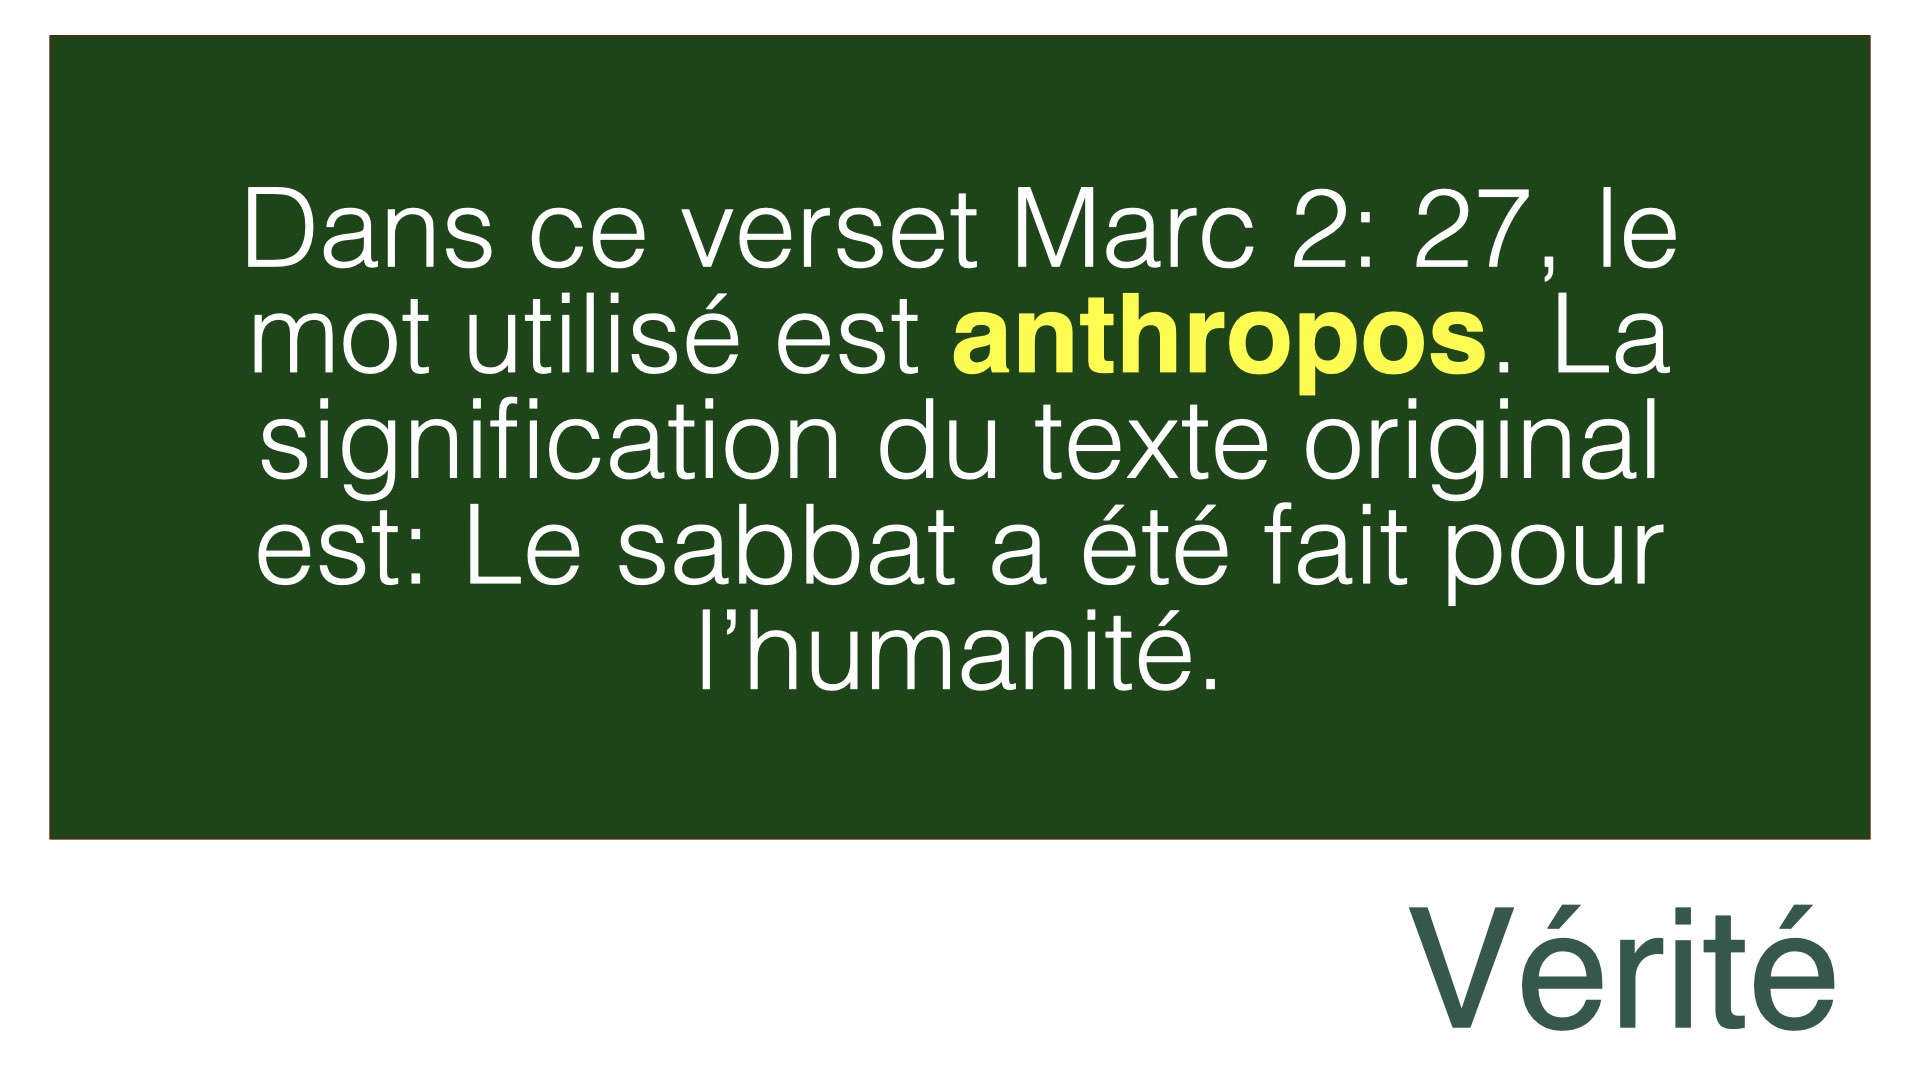 Dans ce verset Marc 2: 27, le
mot utilisé est anthropos. La
signification du texte original
est: Le sabbat a été fait pour
l’humanité.
Vérité